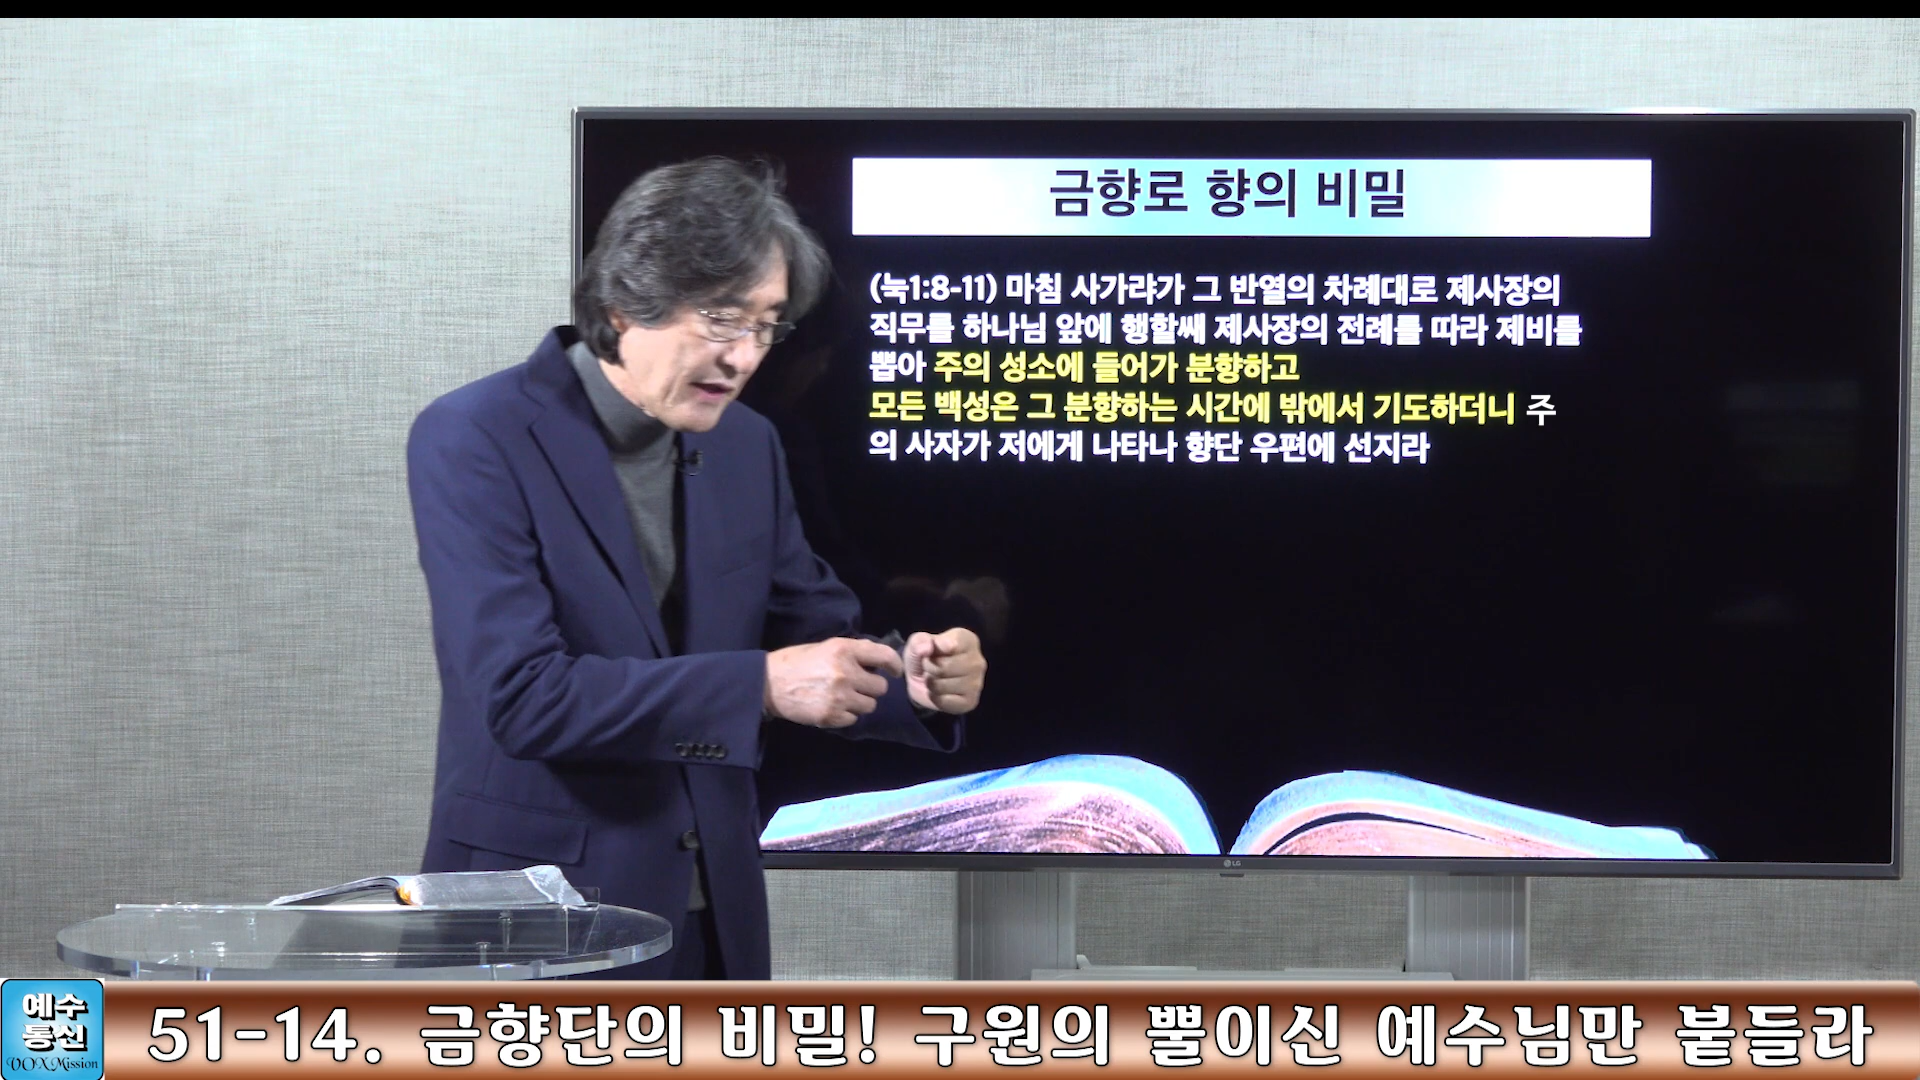 금향로 향의 비밀
(눅1:8-11) 마침 사가랴가 그 반열의 차례대로 제사장의
직무를 하나님 앞에 행할쌔 제사장의 전례를 따라 제비를
뽑아 주의 성소에 들어가 분향하고
모든 백성은 그 분향하는 시간에 밖에서 기도하더니 주
의 사자가 저에게 나타나 향단 우편에 선지라
LG
예수
통신
VOX Mission
51-14. 금향단의 비밀! 구원의 뿔이신 예수님만 붙들라